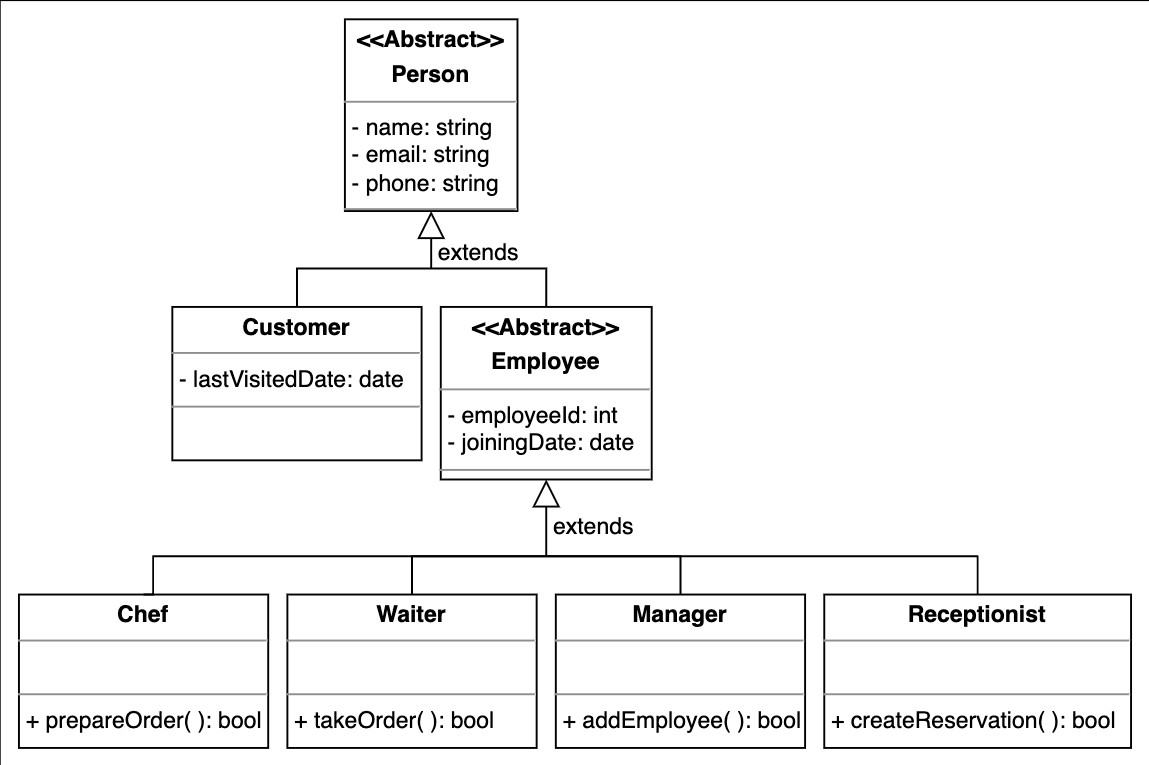 <<Abstract>>
Person
- name: string
- email: string
- phone: string
extends
Customer
- lastVisitedDate: date
<<Abstract>>
Employee
- employeeId: int
- joiningDate: date
extends
Chef
+ prepareOrder( ): bool
Waiter
+ takeOrder( ): bool
Manager
+ addEmployee( ): bool
Receptionist
+ createReservation( ): bool